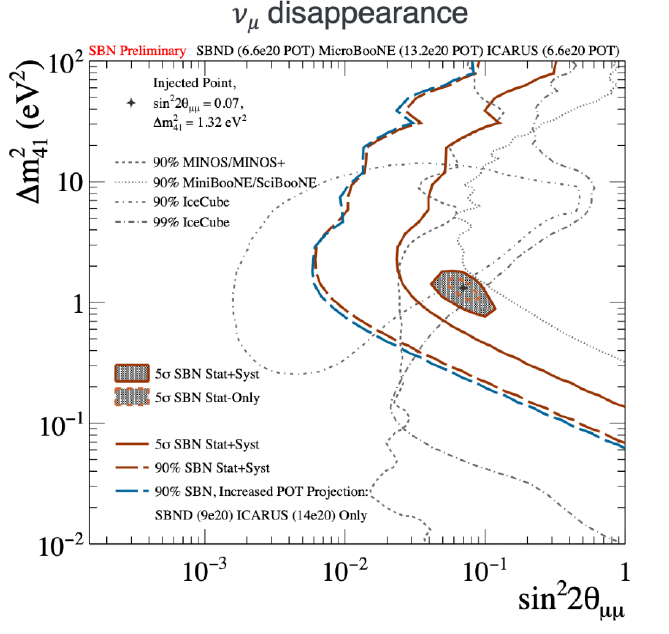 νμ disappearance
SBN Preliminary SBND (6.6e20 POT) MicroBooNE (13.2e20 POT) ICARUS (6.6e20 POT)
10²
Injected Point,
sin²2θμμ = 0.07,
Δm²41 = 1.32 eV²
Δm²41 (eV²)
90% MINOS/MINOS+
10
90% MiniBooNE/SciBooNE
90% IceCube
99% IceCube
1
5σ SBN Stat+Syst
5σ SBN Stat-Only
10⁻¹
5σ SBN Stat+Syst
90% SBN Stat+Syst
90% SBN, Increased POT Projection:
SBND (9e20) ICARUS (14e20) Only
10⁻²
10⁻³ 10⁻² 10⁻¹ 1
sin²2θμμ